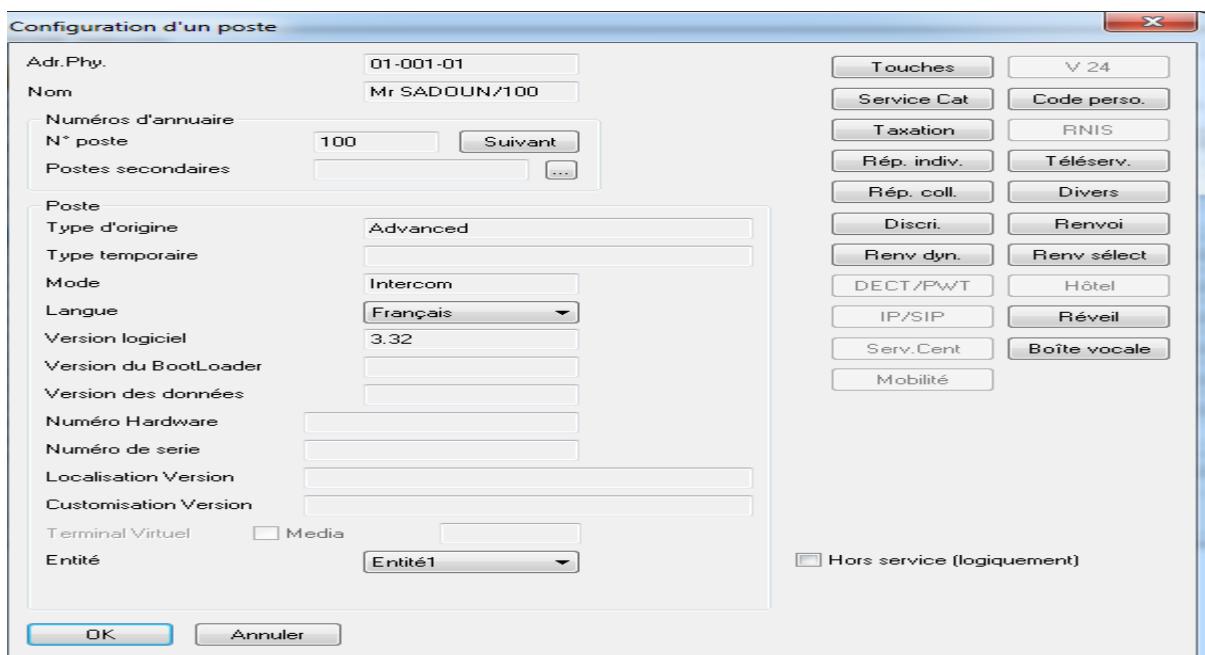 Configuration d'un poste
Adr.Phy. 01-001-01
Nom Mr SADOUN/100
Numéros d'annuaire
N° poste 100 Suivant
Postes secondaires ...
Poste
Type d'origine Advanced
Type temporaire
Mode Intercom
Langue Français
Version logiciel 3.32
Version du BootLoader
Version des données
Numéro Hardware
Numéro de serie
Localisation Version
Customisation Version
Terminal Virtuel Media
Entité Entité1
OK Annuler
Touches V 24
Service Cat Code perso.
Taxation RNIS
Rép. indiv. Téléserv.
Rép. coll. Divers
Discri. Renvoi
Renv dyn. Renv sélect
DECT/PWT Hôtel
IP/SIP Réveil
Serv.Cent Boîte vocale
Mobilité
Hors service (logiquement)